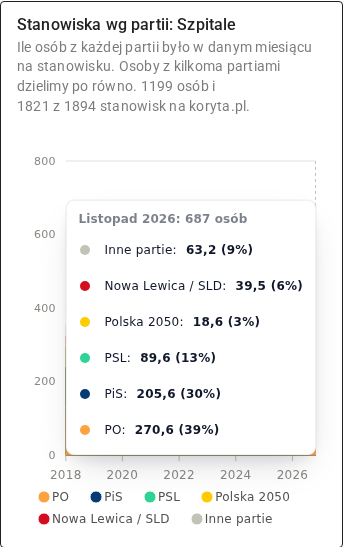 Stanowiska wg partii: Szpitale
Ile osób z każdej partii było w danym miesiącu
na stanowisku. Osoby z kilkoma partiami
dzielimy po równo. 1199 osób i
1821 z 1894 stanowisk na koryta.pl.
800
600
400
200
0
Listopad 2026: 687 osób
Inne partie: 63,2 (9%)
Nowa Lewica / SLD: 39,5 (6%)
Polska 2050: 18,6 (3%)
PSL: 89,6 (13%)
PiS: 205,6 (30%)
PO: 270,6 (39%)
2018 2020 2022 2024 2026
PO PiS PSL Polska 2050
Nowa Lewica / SLD Inne partie